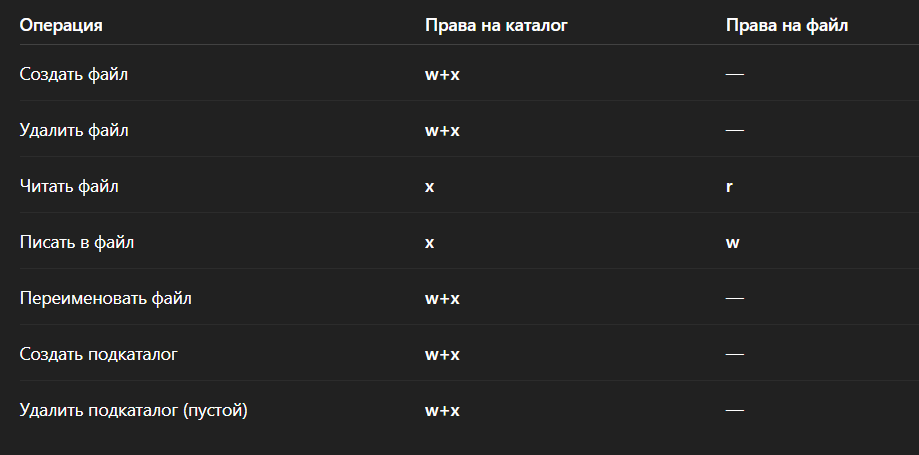 Операция Права на каталог Права на файл
Создать файл w+x —
Удалить файл w+x —
Читать файл x r
Писать в файл x w
Переименовать файл w+x —
Создать подкаталог w+x —
Удалить подкаталог (пустой) w+x —